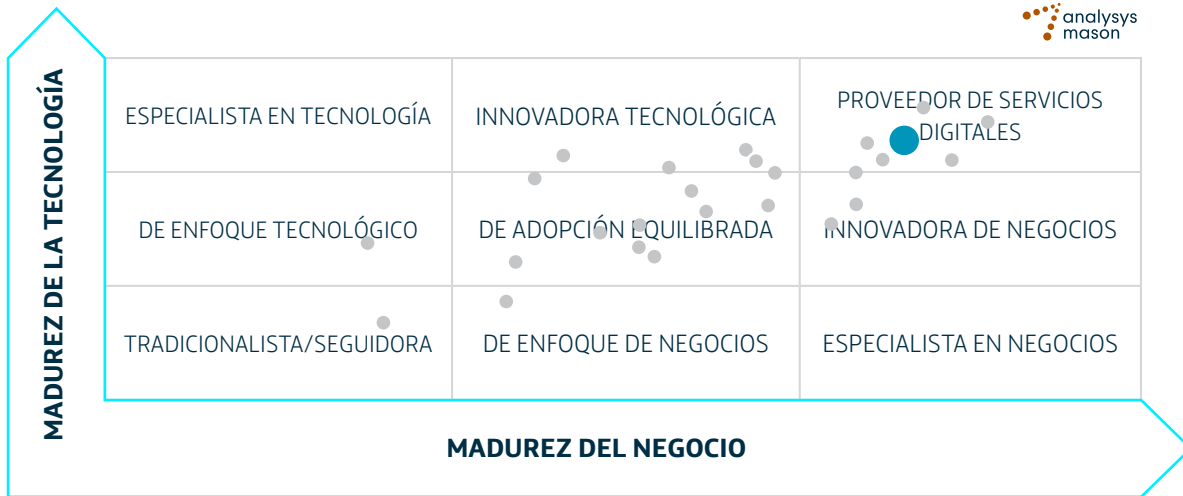 analysys
mason
MADUREZ DE LA TECNOLOGÍA
ESPECIALISTA EN TECNOLOGÍA
INNOVADORA TECNOLÓGICA
PROVEEDOR DE SERVICIOS
DIGITALES
DE ENFOQUE TECNOLÓGICO
DE ADOPCIÓN EQUILIBRADA
INNOVADORA DE NEGOCIOS
TRADICIONALISTA/SEGUIDORA
DE ENFOQUE DE NEGOCIOS
ESPECIALISTA EN NEGOCIOS
MADUREZ DEL NEGOCIO